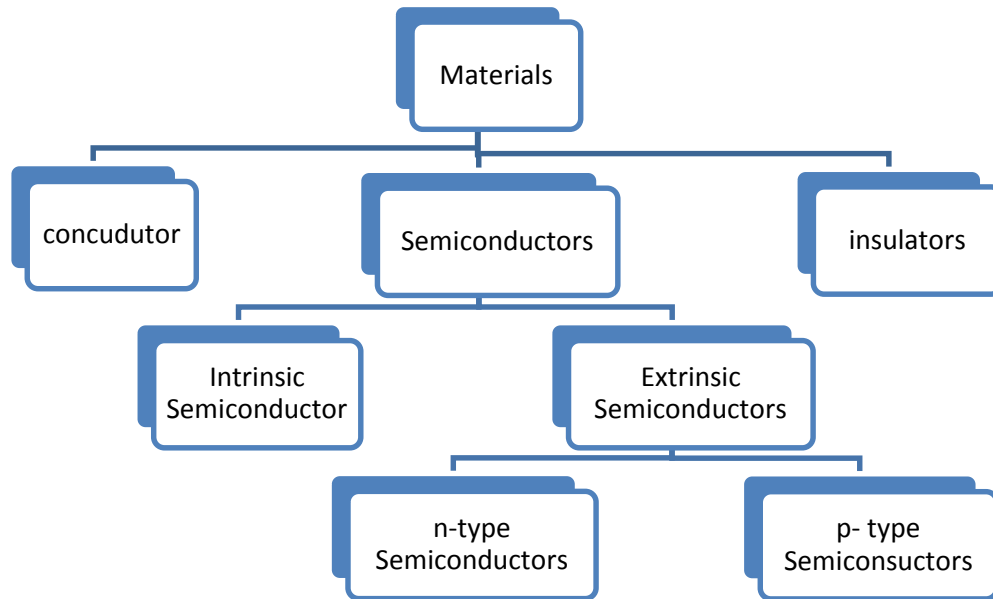 Materials
concudutor
Semiconductors
insulators
Intrinsic
Semiconductor
Extrinsic
Semiconductors
n-type
Semiconductors
p- type
Semiconsuctors